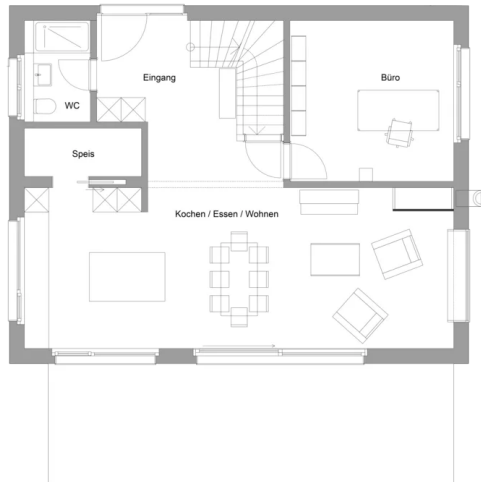 Eingang
Büro
WC
Speis
Kochen / Essen / Wohnen